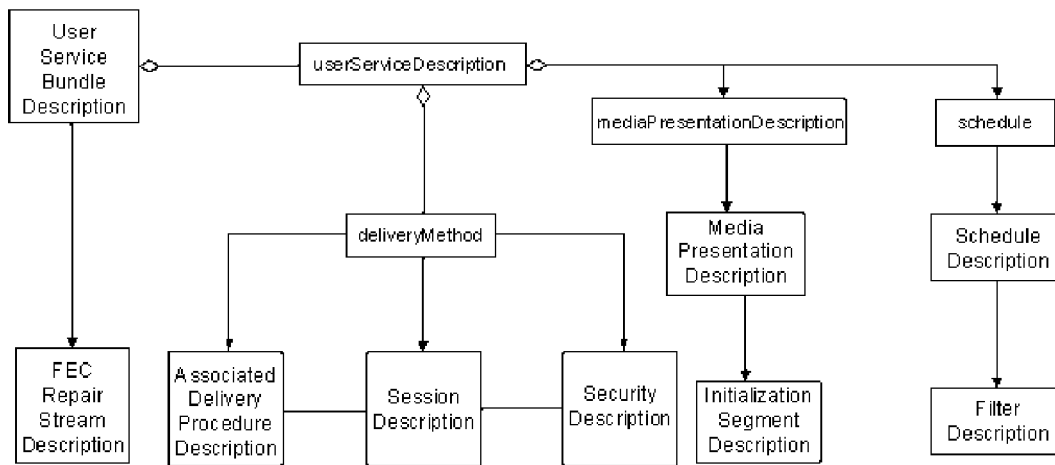 User
Service
Bundle
Description
userServiceDescription
mediaPresentationDescription
schedule
deliveryMethod
Media
Presentation
Description
Schedule
Description
FEC
Repair
Stream
Description
Associated
Delivery
Procedure
Description
Session
Description
Security
Description
Initialization
Segment
Description
Filter
Description